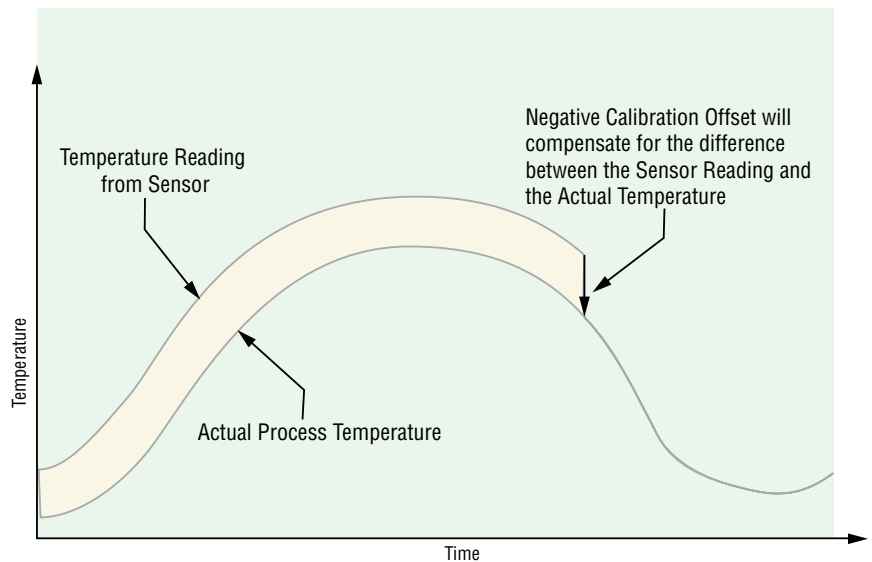 Negative Calibration Offset will
compensate for the difference
between the Sensor Reading and
the Actual Temperature
Temperature Reading
from Sensor
Temperature
Actual Process Temperature
Time